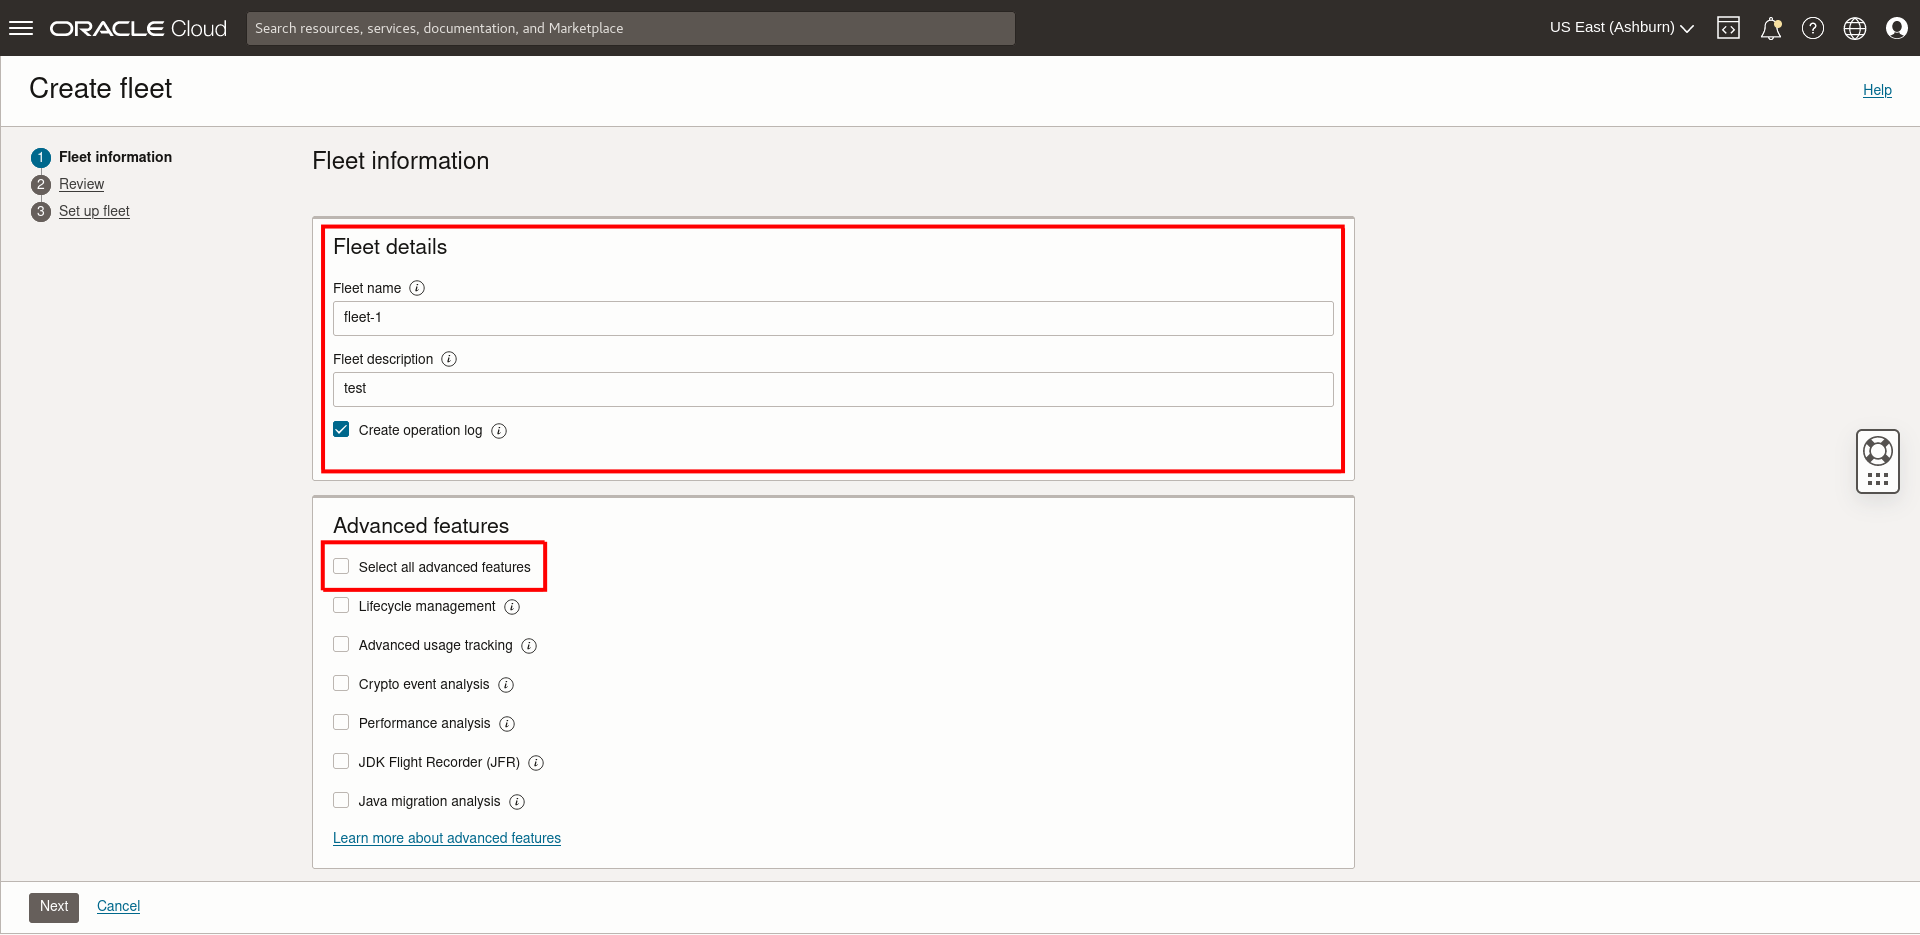 ORACLE Cloud
Search resources, services, documentation, and Marketplace
US East (Ashburn)
Create fleet
Help
1 Fleet information
2 Review
3 Set up fleet
Fleet information
Fleet details
Fleet name
fleet-1
Fleet description
test
Create operation log
Advanced features
Select all advanced features
Lifecycle management
Advanced usage tracking
Crypto event analysis
Performance analysis
JDK Flight Recorder (JFR)
Java migration analysis
Learn more about advanced features
Next Cancel